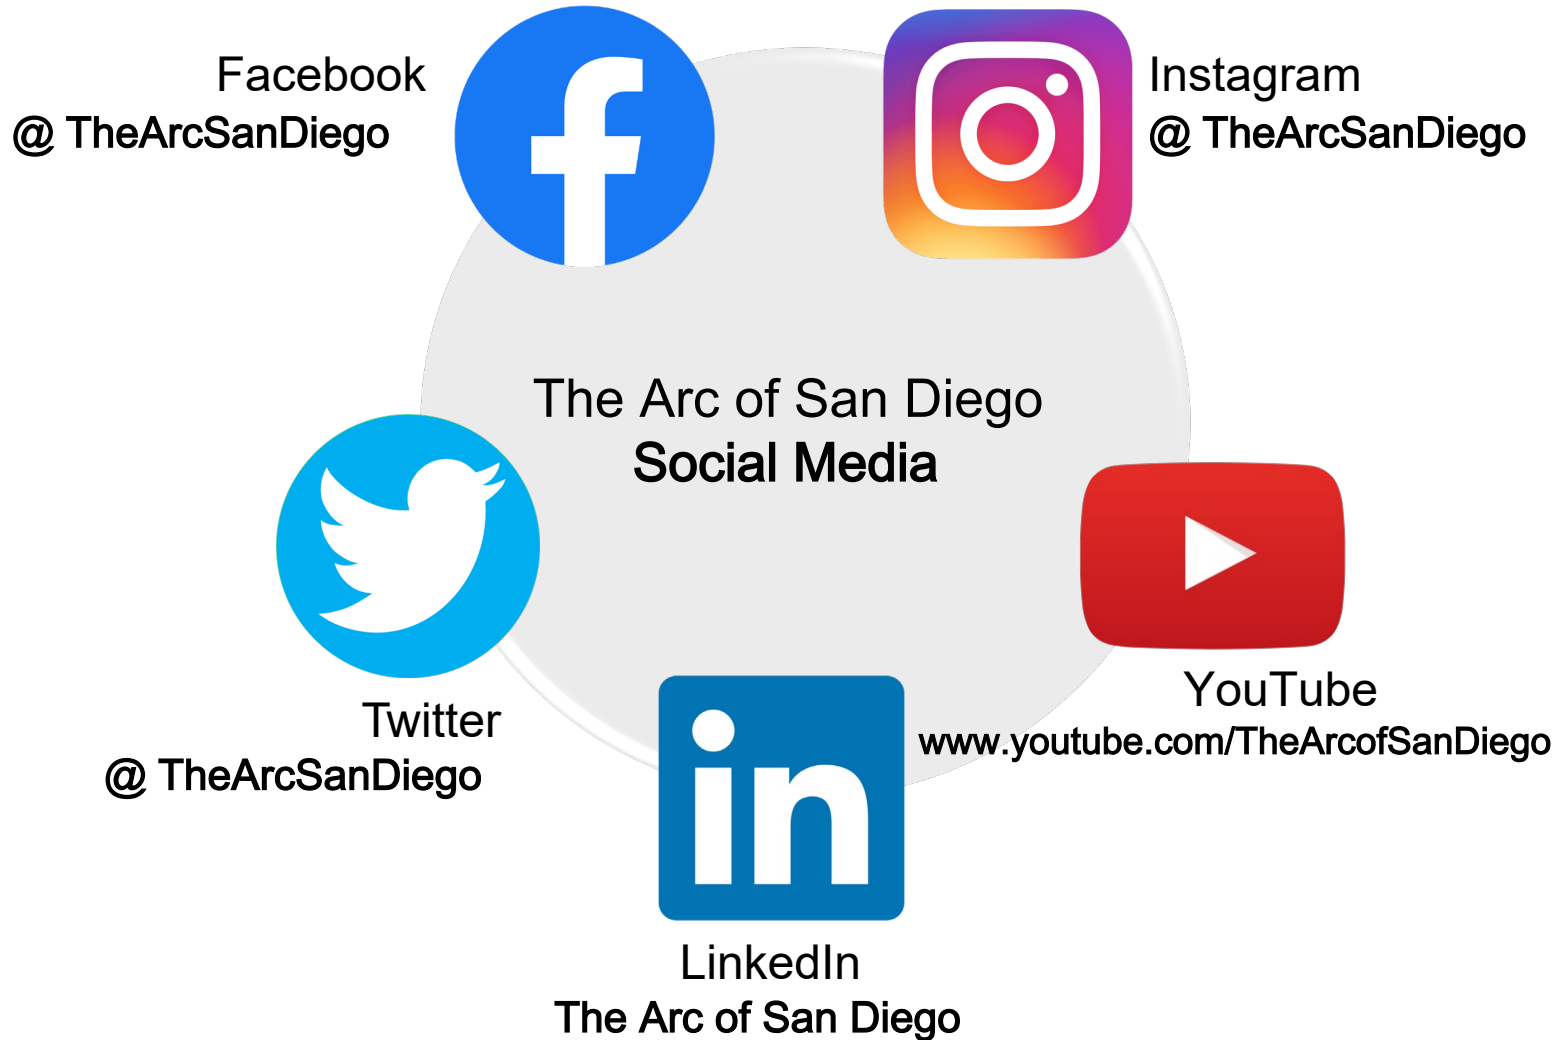 Facebook
@ TheArcSanDiego
Instagram
@ TheArcSanDiego
The Arc of San Diego
Social Media
Twitter
@ TheArcSanDiego
YouTube
www.youtube.com/TheArcofSanDiego
in
LinkedIn
The Arc of San Diego